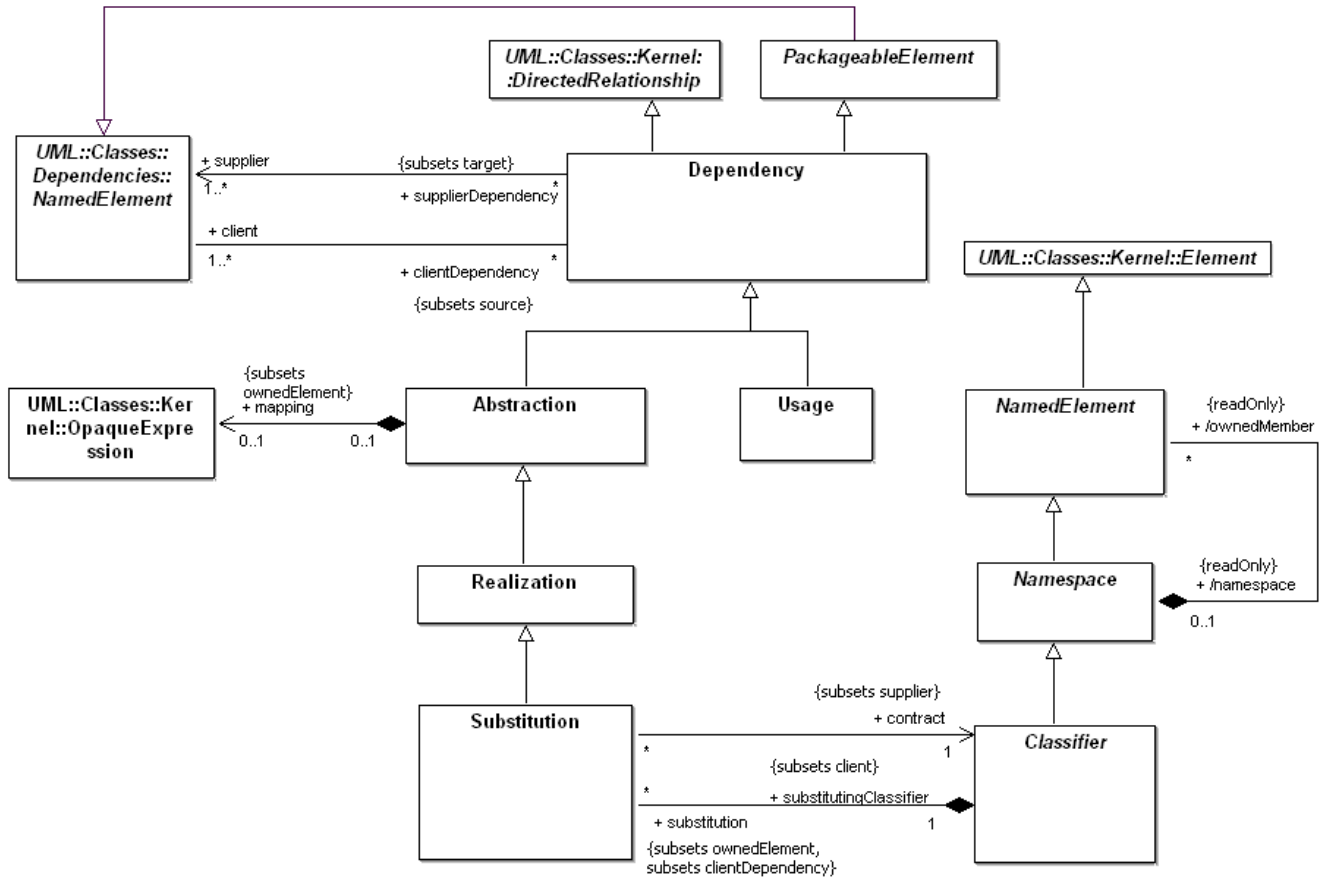 UML::Classes::Kernel:
:DirectedRelationship
PackageableElement
UML::Classes::
Dependencies::
NamedElement
+ supplier
1..*
{subsets target}
*
+ supplierDependency
Dependency
+ client
1..*
*
+ clientDependency
{subsets source}
UML::Classes::Kernel::Element
UML::Classes::Ker
nel::OpaqueExpre
ssion
{subsets
ownedElement}
+ mapping
0..1
0..1
Abstraction
Usage
NamedElement
{readOnly}
+ /ownedMember
*
Realization
Namespace
{readOnly}
+ /namespace
0..1
Substitution
{subsets supplier}
+ contract
*
1
Classifier
{subsets client}
*
+ substitutingClassifier
+ substitution
1
{subsets ownedElement,
subsets clientDependency}